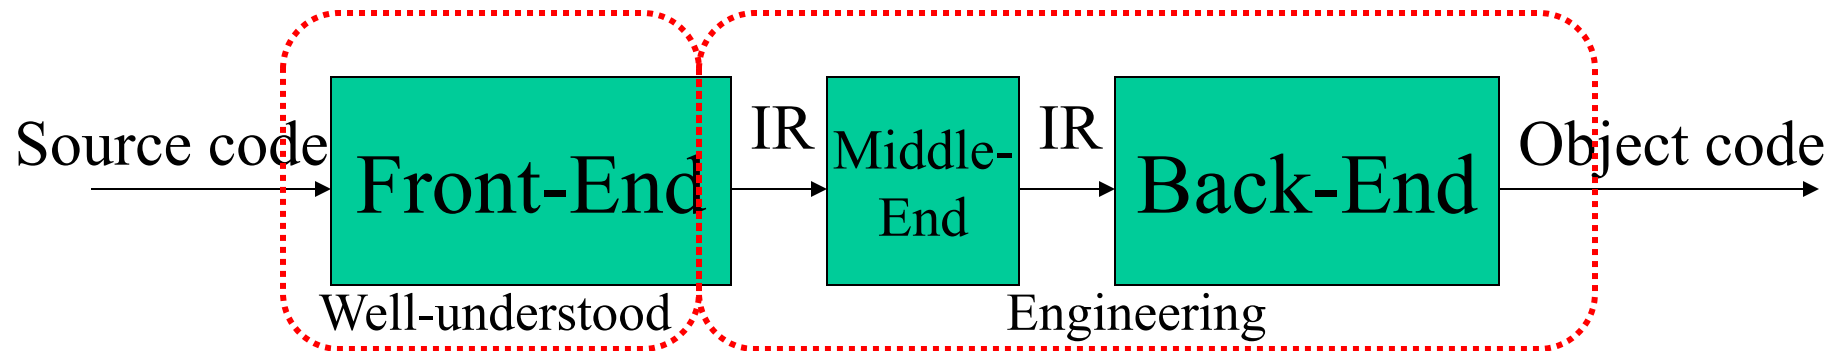 Source code
Front-End
IR
Middle-
End
IR
Back-End
Object code
Well-understood
Engineering